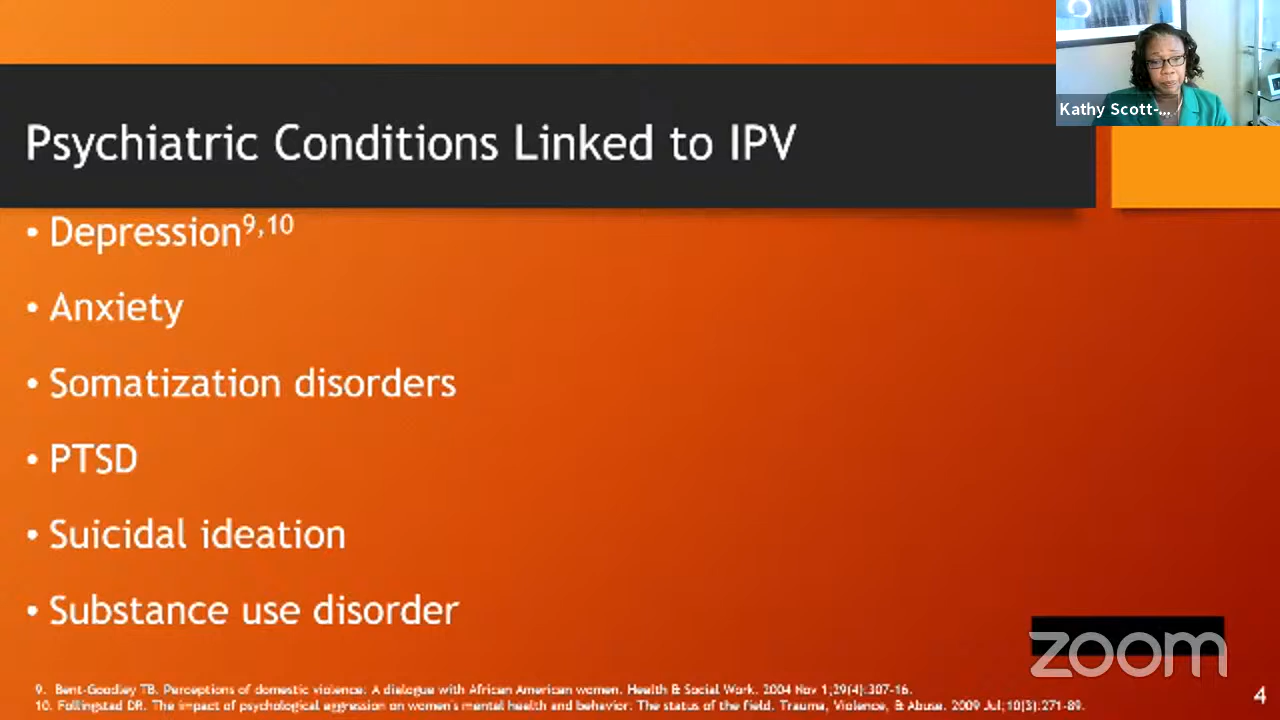 Kathy Scott-...
Psychiatric Conditions Linked to IPV
• Depression9,10
• Anxiety
• Somatization disorders
• PTSD
• Suicidal ideation
• Substance use disorder
zoom
9. Bent-Goodley TB. Perceptions of domestic violence: A dialogue with African American women. Health & Social Work. 2004 Nov 1;29(4):307-16.
10. Follingstad DR. The impact of psychological aggression on women's mental health and behavior. The status of the field. Trauma, Violence, & Abuse. 2009 Jul;10(3):271-89.
4